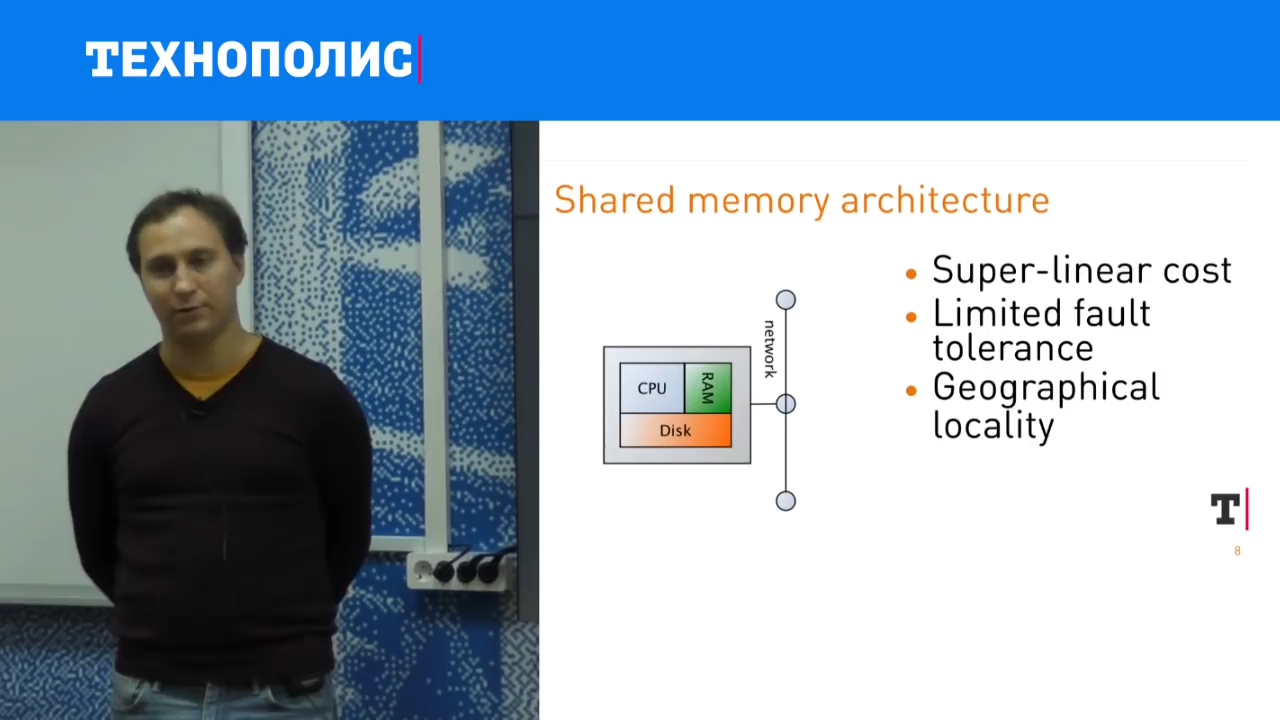 ТЕХНОПОЛИС
Shared memory architecture
Super-linear cost
Limited fault
tolerance
Geographical
locality
network
CPU
RAM
Disk
T
8